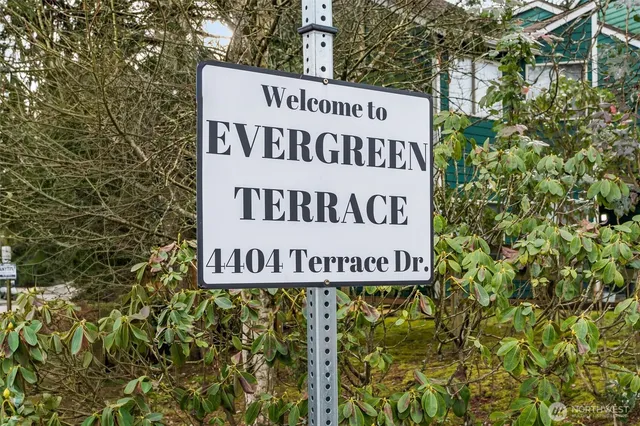 Welcome to
EVERGREEN
TERRACE
4404 Terrace Dr.
NORTHWEST